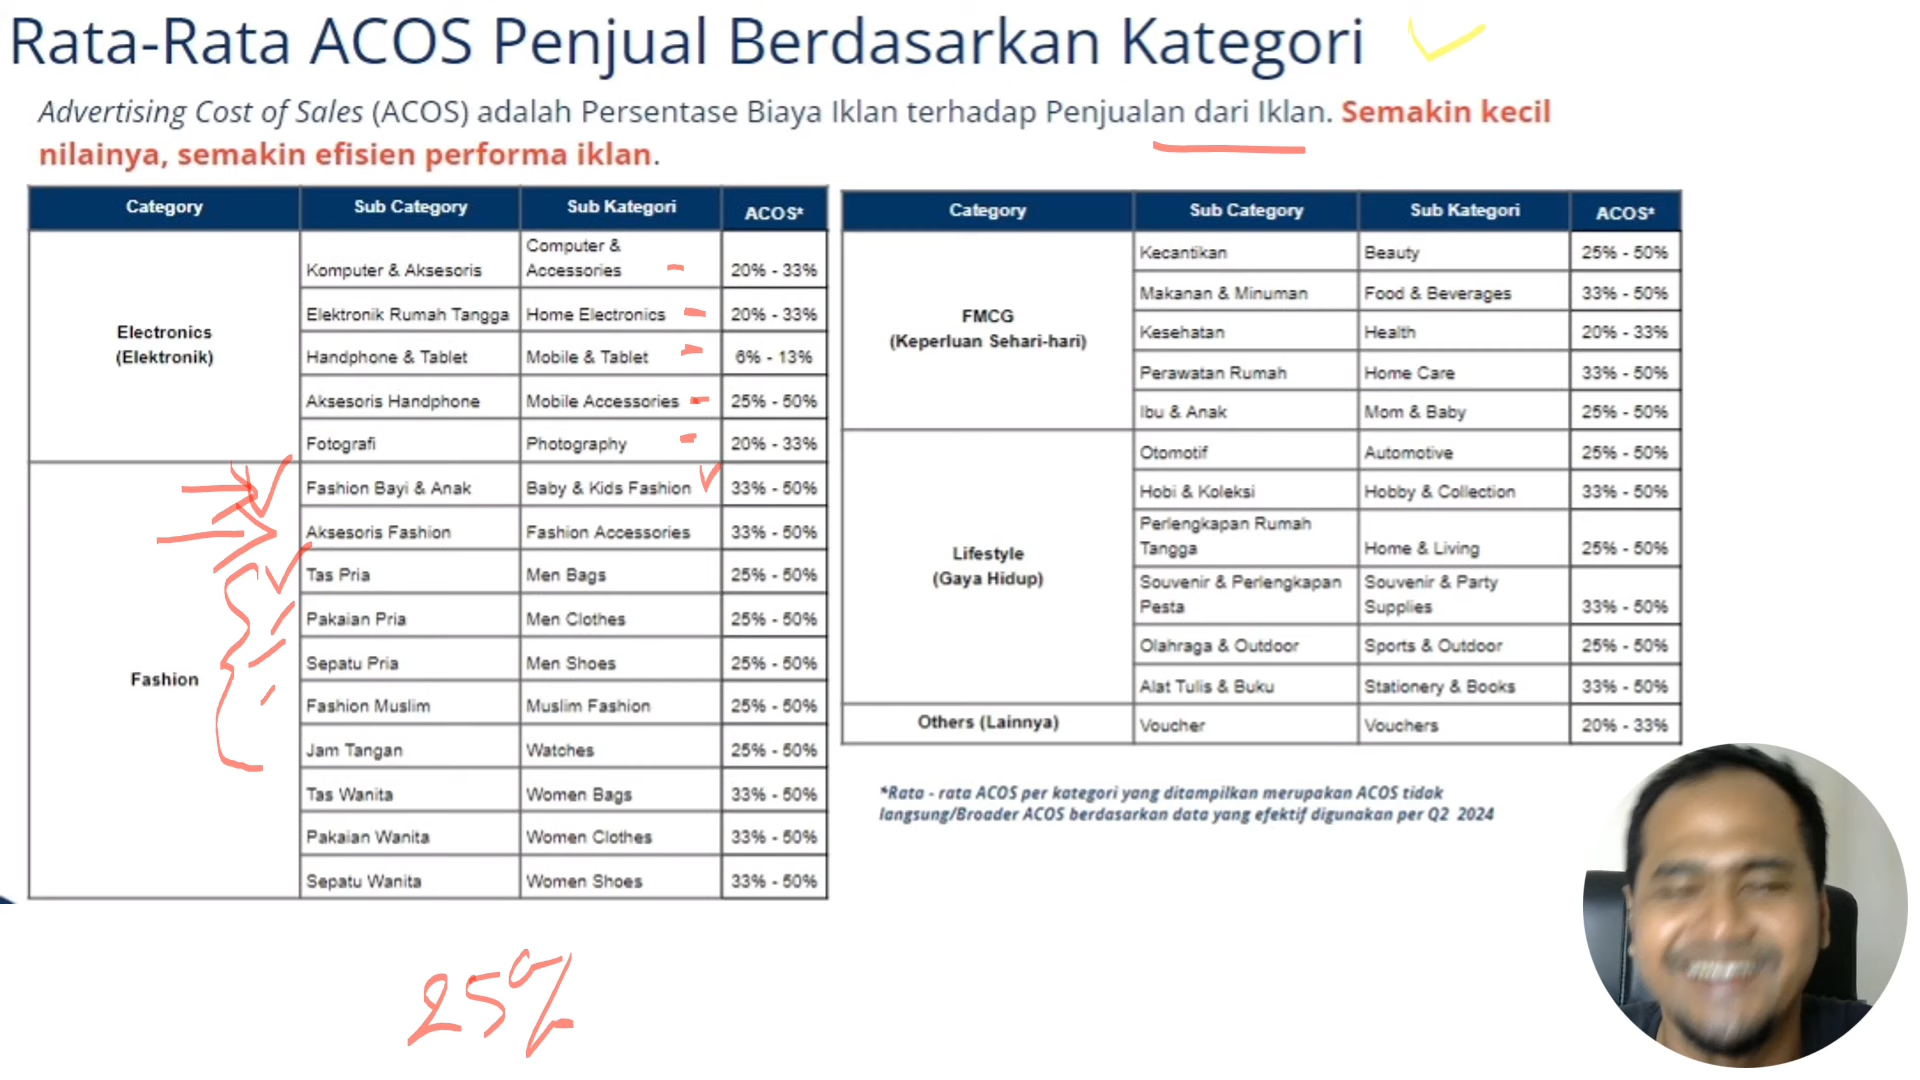 Rata-Rata ACOS Penjual Berdasarkan Kategori
Advertising Cost of Sales (ACOS) adalah Persentase Biaya Iklan terhadap Penjualan dari Iklan. Semakin kecil
nilainya, semakin efisien performa iklan.
Category Sub Category Sub Kategori ACOS*
Electronics
(Elektronik)
Komputer & Aksesoris Computer &
Accessories 20% - 33%
Elektronik Rumah Tangga Home Electronics 20% - 33%
Handphone & Tablet Mobile & Tablet 6% - 13%
Aksesoris Handphone Mobile Accessories 25% - 50%
Fotografi Photography 20% - 33%
Fashion
Fashion Bayi & Anak Baby & Kids Fashion 33% - 50%
Aksesoris Fashion Fashion Accessories 33% - 50%
Tas Pria Men Bags 25% - 50%
Pakaian Pria Men Clothes 25% - 50%
Sepatu Pria Men Shoes 25% - 50%
Fashion Muslim Muslim Fashion 25% - 50%
Jam Tangan Watches 25% - 50%
Tas Wanita Women Bags 33% - 50%
Pakaian Wanita Women Clothes 33% - 50%
Sepatu Wanita Women Shoes 33% - 50%
Category Sub Category Sub Kategori ACOS*
FMCG
(Keperluan Sehari-hari)
Kecantikan Beauty 25% - 50%
Makanan & Minuman Food & Beverages 33% - 50%
Kesehatan Health 20% - 33%
Perawatan Rumah Home Care 33% - 50%
Ibu & Anak Mom & Baby 25% - 50%
Lifestyle
(Gaya Hidup)
Otomotif Automotive 25% - 50%
Hobi & Koleksi Hobby & Collection 33% - 50%
Perlengkapan Rumah
Tangga Home & Living 25% - 50%
Souvenir & Perlengkapan Souvenir & Party
Pesta Supplies 33% - 50%
Olahraga & Outdoor Sports & Outdoor 25% - 50%
Alat Tulis & Buku Stationery & Books 33% - 50%
Others (Lainnya) Voucher Vouchers 20% - 33%
*Rata - rata ACOS per kategori yang ditampilkan merupakan ACOS tidak
langsung/Broader ACOS berdasarkan data yang efektif digunakan per Q2 2024
25%